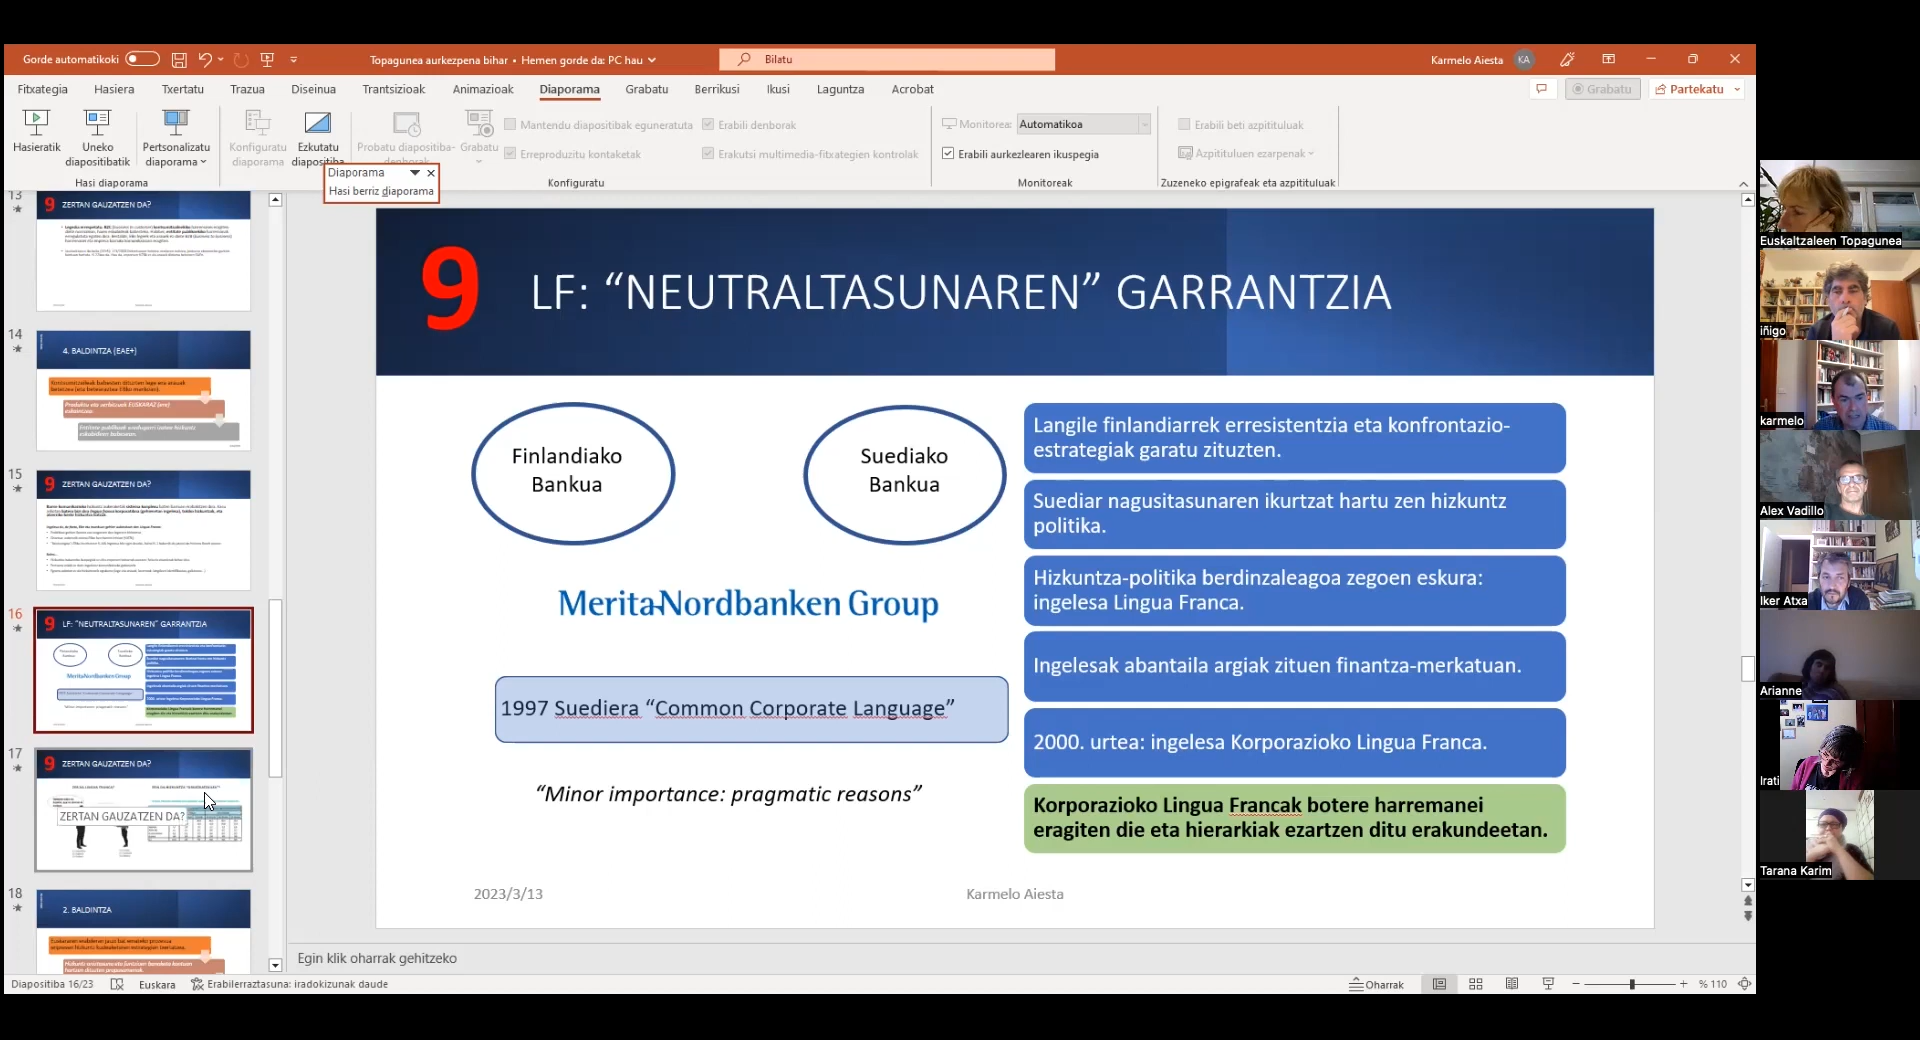 Gorde automatikoki
Topagunea aurkezpena bihar • Hemen gorde da: PC hau
Bilatu
Karmelo Aiesta
KA
Fitxategia Hasiera Txertatu Trazua Diseinua Trantsizioak Animazioak Diaporama Grabatu Berrikusi Ikusi Laguntza Acrobat
Grabatu
Partekatu
Hasieratik
Uneko
diapositibatik
Pertsonalizatu
diaporama
Hasi diaporama
Konfiguratu
diaporama
Ezkutatu
diapositiba
Probatu diapositiba-
denborak
Grabatu
Mantendu diapositibak eguneratuta
Erreproduzitu kontaketak
Erabili denborak
Erakutsi multimedia-fitxategien kontrolak
Konfiguratu
Monitorea: Automatikoa
Erabili aurkezlearen ikuspegia
Monitoreak
Erabili beti azpitituluak
Azpitituluen ezarpenak
Zuzeneko epigrafeak eta azpitituluak
Diaporama
Hasi berriz diaporama
13
9 ZERTAN GAUZATZEN DA?
14
4. BALDINTZA (EAE+)
15
9 ZERTAN GAUZATZEN DA?
16
9 LF: “NEUTRALTASUNAREN” GARRANTZIA
17
9 ZERTAN GAUZATZEN DA?
ZERTAN GAUZATZEN DA?
18
2. BALDINTZA
9 LF: “NEUTRALTASUNAREN” GARRANTZIA
Finlandiako
Bankua
Suediako
Bankua
MeritaNordbanken Group
1997 Suediera “Common Corporate Language”
“Minor importance: pragmatic reasons”
Langile finlandiarrek erresistentzia eta konfrontazio-
estrategiak garatu zituzten.
Suediar nagusitasunaren ikurtzat hartu zen hizkuntz
politika.
Hizkuntza-politika berdinzaleagoa zegoen eskura:
ingelesa Lingua Franca.
Ingelesak abantaila argiak zituen finantza-merkatuan.
2000. urtea: ingelesa Korporazioko Lingua Franca.
Korporazioko Lingua Francak botere harremanei
eragiten die eta hierarkiak ezartzen ditu erakundeetan.
2023/3/13
Karmelo Aiesta
Egin klik oharrak gehitzeko
Diapositiba 16/23
Euskara
Erabilerraztasuna: iradokizunak daude
Oharrak
% 110
Euskaltzaleen Topagunea
iñigo
karmelo
Alex Vadillo
Iker Atxa
Arianne
Irati
Tarana Karim